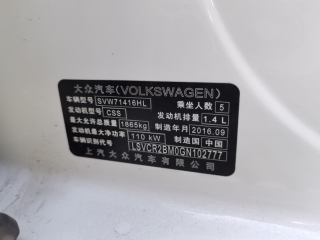 大众汽车(VOLKSWAGEN)
车辆型号 SVW71416HL 乘坐人数 5
发动机型号 CSS 发动机排量 1.4 L
最大允许总质量 1865kg 制造年月 2016.09
发动机最大净功率 110 kW 制造国 中国
车辆识别代号 LSVCR2BM0GN102777
上汽大众汽车有限公司